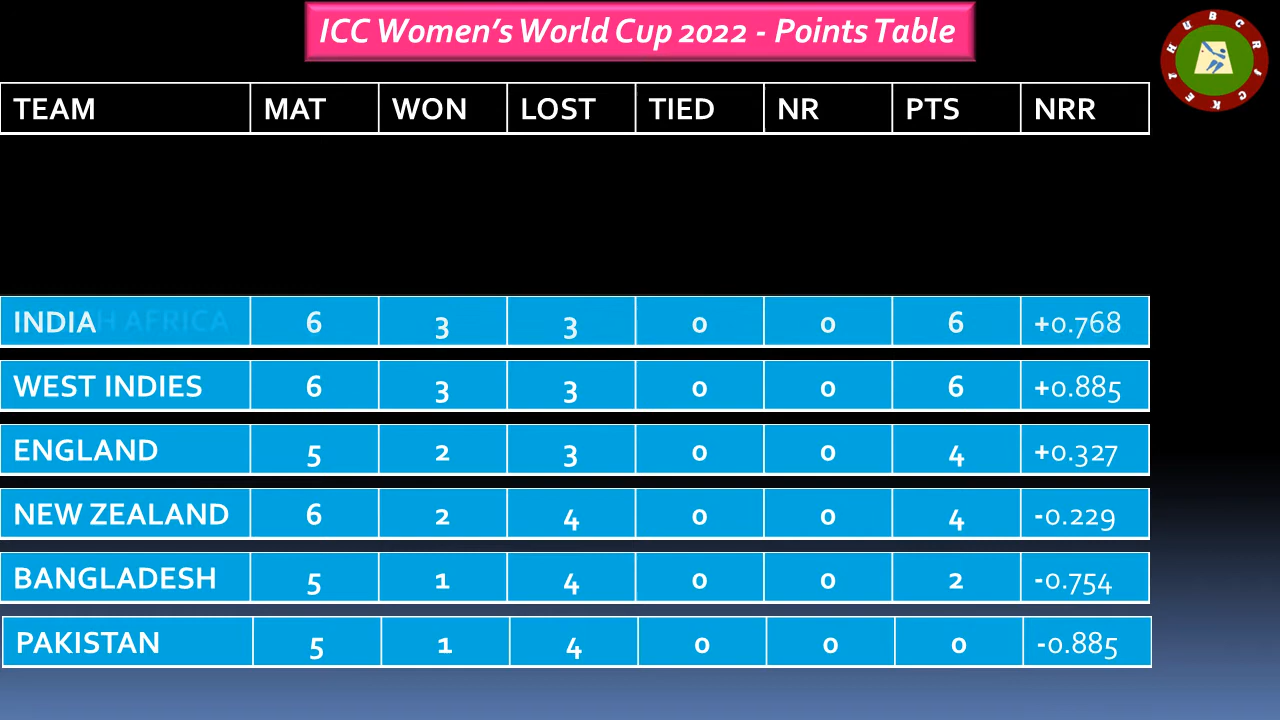 ICC Women's World Cup 2022 - Points Table
CRICKETHUBJ
TEAM MAT WON LOST TIED NR PTS NRR
INDIA H AFRICA 6 3 3 0 0 6 +0.768
WEST INDIES 6 3 3 0 0 6 +0.885
ENGLAND 5 2 3 0 0 4 +0.327
NEW ZEALAND 6 2 4 0 0 4 -0.229
BANGLADESH 5 1 4 0 0 2 -0.754
PAKISTAN 5 1 4 0 0 0 -0.885